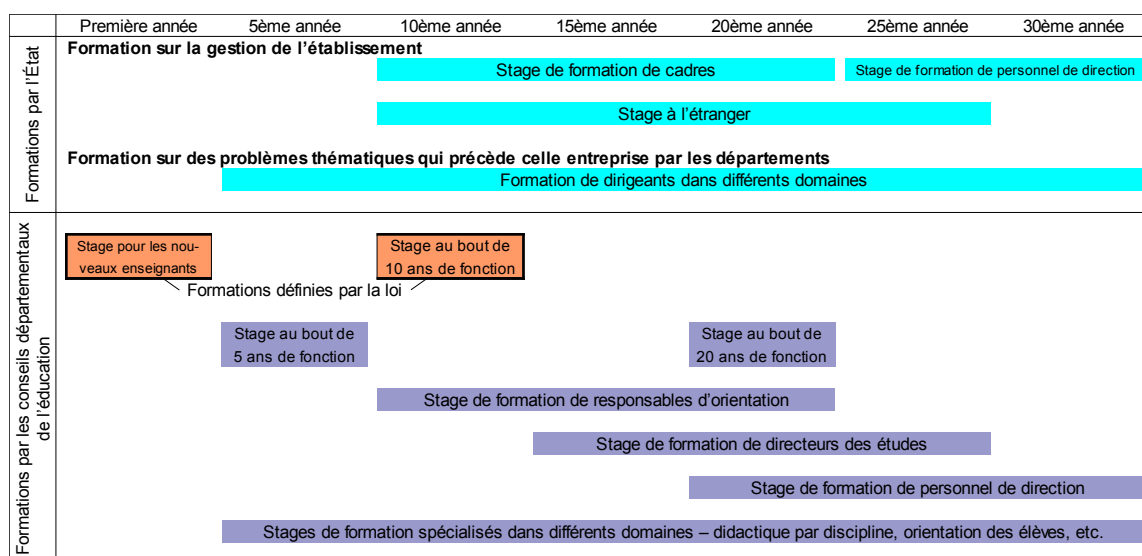 Première année 5ème année 10ème année 15ème année 20ème année 25ème année 30ème année
Formations par l'État
Formation sur la gestion de l'établissement
Stage de formation de cadres
Stage de formation de personnel de direction
Stage à l'étranger
Formation sur des problèmes thématiques qui précède celle entreprise par les départements
Formation de dirigeants dans différents domaines
Formations par les conseils départementaux
de l'éducation
Stage pour les nou-
veaux enseignants
Stage au bout de
10 ans de fonction
Formations définies par la loi
Stage au bout de
5 ans de fonction
Stage au bout de
20 ans de fonction
Stage de formation de responsables d'orientation
Stage de formation de directeurs des études
Stage de formation de personnel de direction
Stages de formation spécialisés dans différents domaines – didactique par discipline, orientation des élèves, etc.